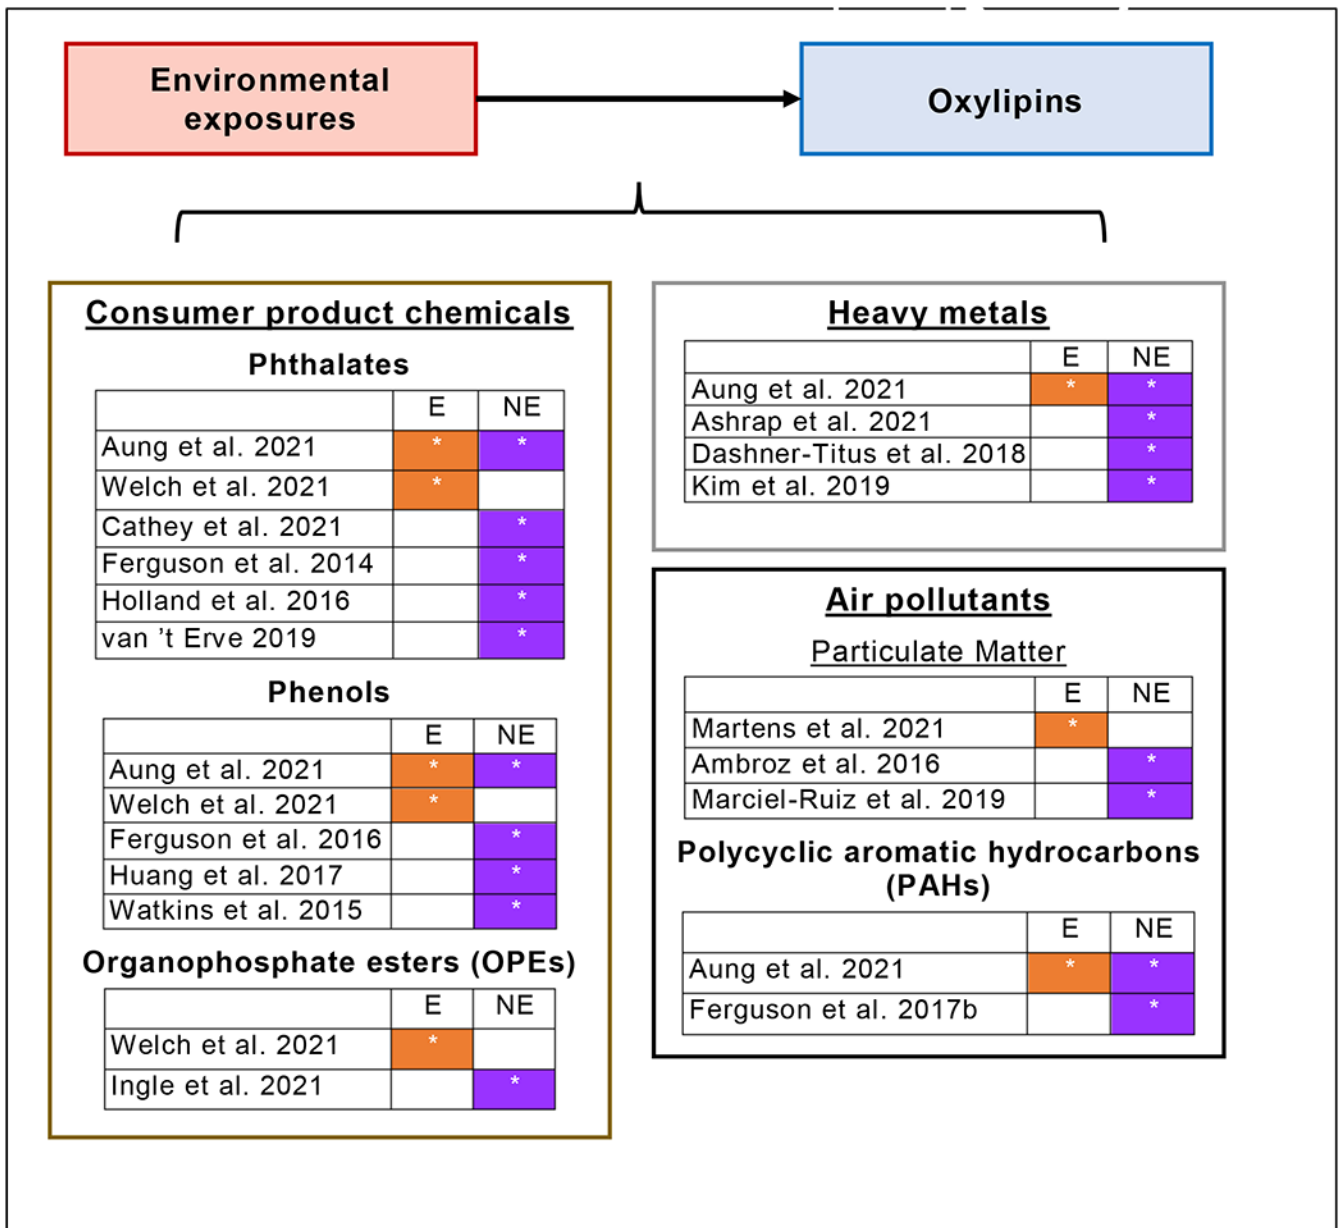 Environmental
exposures
Oxylipins
Consumer product chemicals
Phthalates
E NE
Aung et al. 2021 * *
Welch et al. 2021 *
Cathey et al. 2021 *
Ferguson et al. 2014 *
Holland et al. 2016 *
van ’t Erve 2019 *
Phenols
E NE
Aung et al. 2021 * *
Welch et al. 2021 *
Ferguson et al. 2016 *
Huang et al. 2017 *
Watkins et al. 2015 *
Organophosphate esters (OPEs)
E NE
Welch et al. 2021 *
Ingle et al. 2021 *
Heavy metals
E NE
Aung et al. 2021 * *
Ashrap et al. 2021 *
Dashner-Titus et al. 2018 *
Kim et al. 2019 *
Air pollutants
Particulate Matter
E NE
Martens et al. 2021 *
Ambroz et al. 2016 *
Marciel-Ruiz et al. 2019 *
Polycyclic aromatic hydrocarbons
(PAHs)
E NE
Aung et al. 2021 * *
Ferguson et al. 2017b *